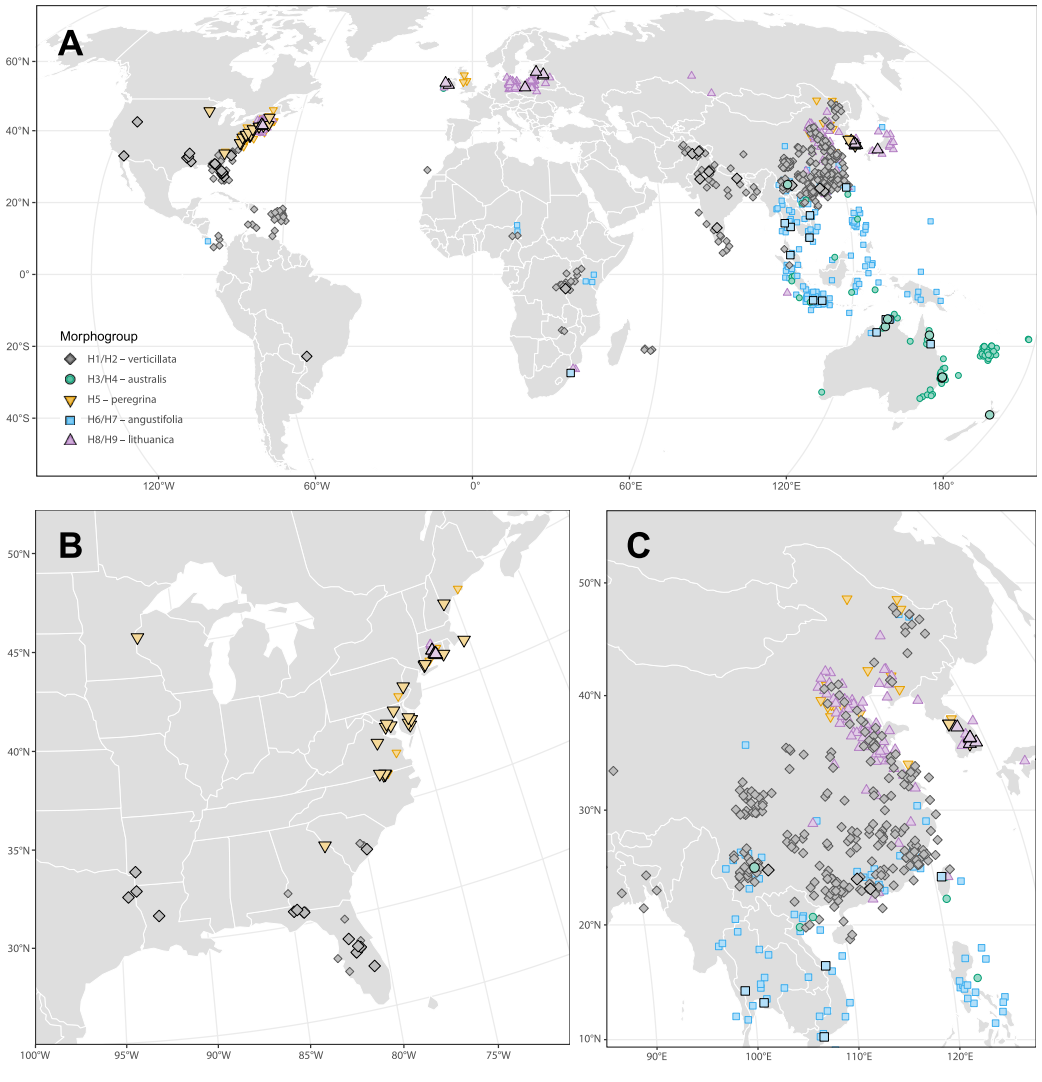 A
60°N
40°N
20°N
0°
20°S
40°S
Morphogroup
H1/H2 – verticillata
H3/H4 – australis
H5 – peregrina
H6/H7 – angustifolia
H8/H9 – lithuanica
120°W 60°W 0° 60°E 120°E 180°
B
50°N
45°N
40°N
35°N
30°N
100°W 95°W 90°W 85°W 80°W 75°W
C
50°N
40°N
30°N
20°N
10°N
90°E 100°E 110°E 120°E